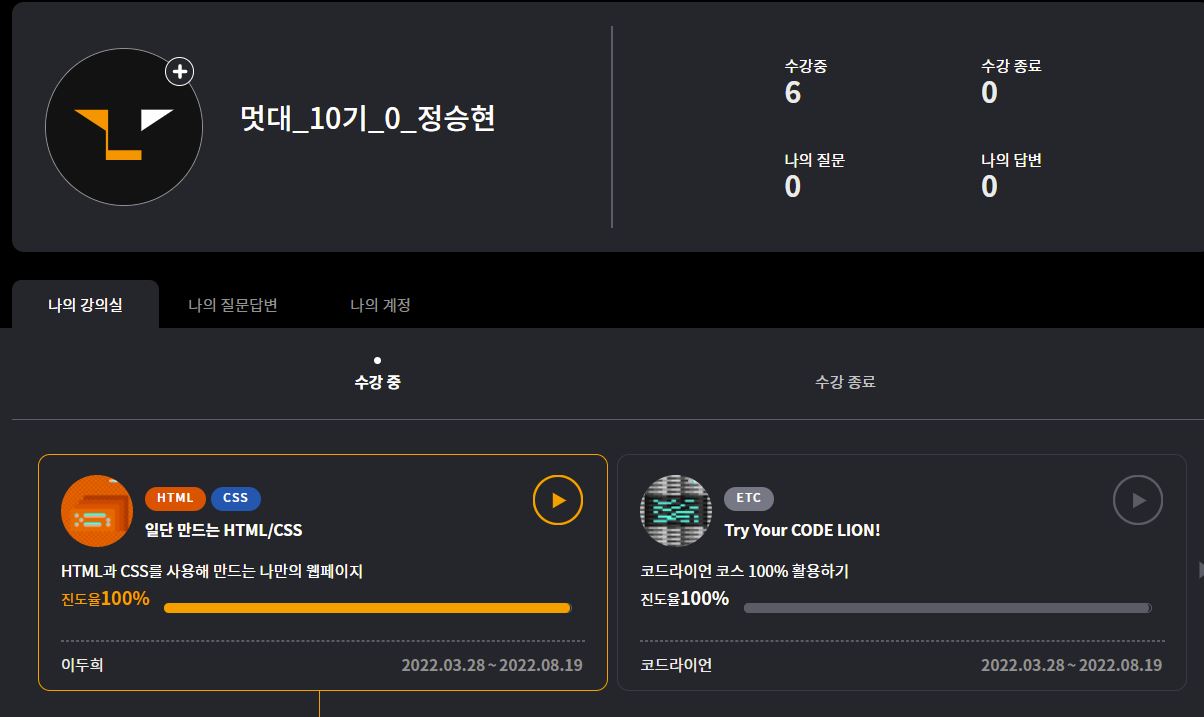 멋대_10기_0_정승현
수강중 수강 종료
6 0
나의 질문 나의 답변
0 0
나의 강의실 나의 질문답변 나의 계정
수강 중 수강 종료
HTML CSS
일단 만드는 HTML/CSS
HTML과 CSS를 사용해 만드는 나만의 웹페이지
진도율100%
이두희 2022.03.28 ~ 2022.08.19
ETC
Try Your CODE LION!
코드라이언 코스 100% 활용하기
진도율100%
코드라이언 2022.03.28 ~ 2022.08.19